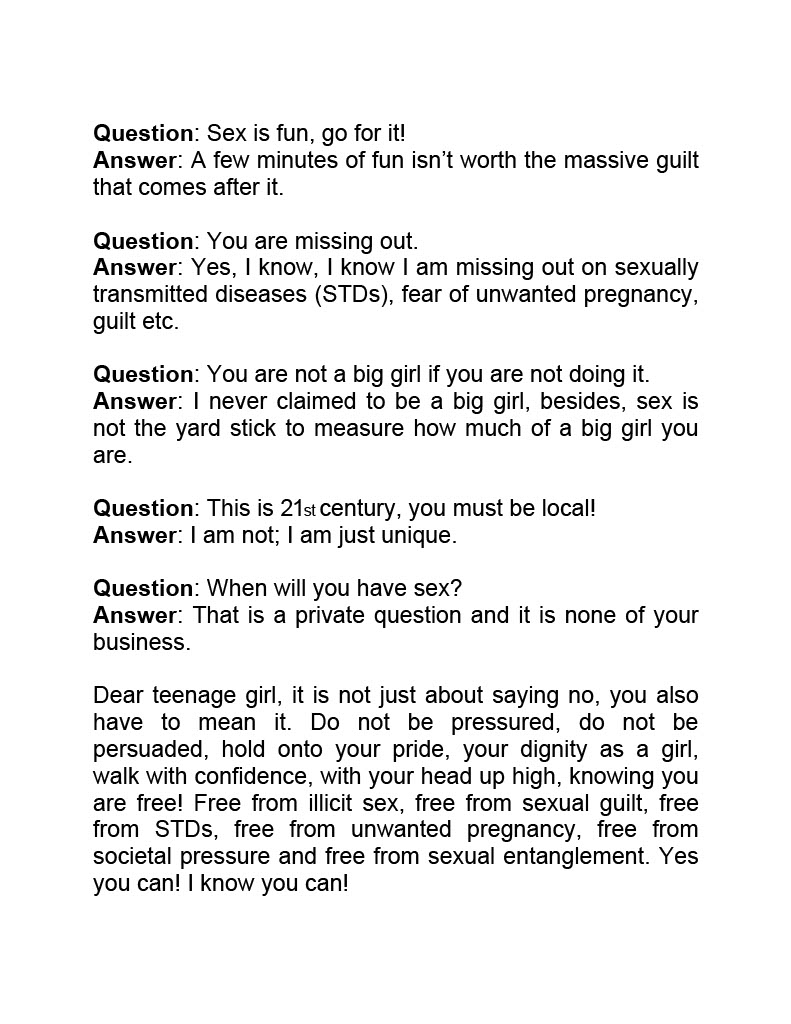 Question: Sex is fun, go for it!
Answer: A few minutes of fun isn’t worth the massive guilt
that comes after it.
Question: You are missing out.
Answer: Yes, I know, I know I am missing out on sexually
transmitted diseases (STDs), fear of unwanted pregnancy,
guilt etc.
Question: You are not a big girl if you are not doing it.
Answer: I never claimed to be a big girl, besides, sex is
not the yard stick to measure how much of a big girl you
are.
Question: This is 21st century, you must be local!
Answer: I am not; I am just unique.
Question: When will you have sex?
Answer: That is a private question and it is none of your
business.
Dear teenage girl, it is not just about saying no, you also
have to mean it. Do not be pressured, do not be
persuaded, hold onto your pride, your dignity as a girl,
walk with confidence, with your head up high, knowing you
are free! Free from illicit sex, free from sexual guilt, free
from STDs, free from unwanted pregnancy, free from
societal pressure and free from sexual entanglement. Yes
you can! I know you can!